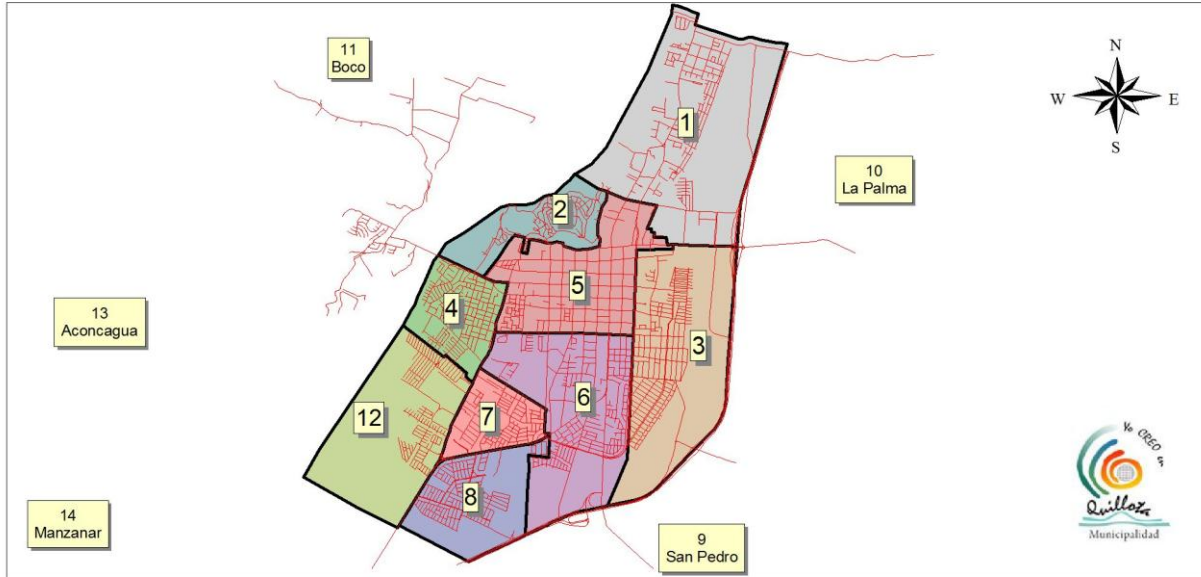 11
Boco
N
W E
S
1
10
La Palma
2
5
13
Aconcagua
4
3
12
7
6
8
14
Manzanar
9
San Pedro
Yo CREO en
Quillota
Municipalidad